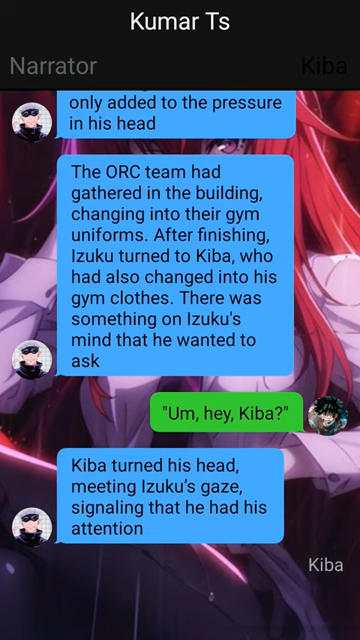 Kumar Ts
Narrator
Kiba
only added to the pressure
in his head
The ORC team had
gathered in the building,
changing into their gym
uniforms. After finishing,
Izuku turned to Kiba, who
had also changed into his
gym clothes. There was
something on Izuku's
mind that he wanted to
ask
"Um, hey, Kiba?"
Kiba turned his head,
meeting Izuku’s gaze,
signaling that he had his
attention
Kiba